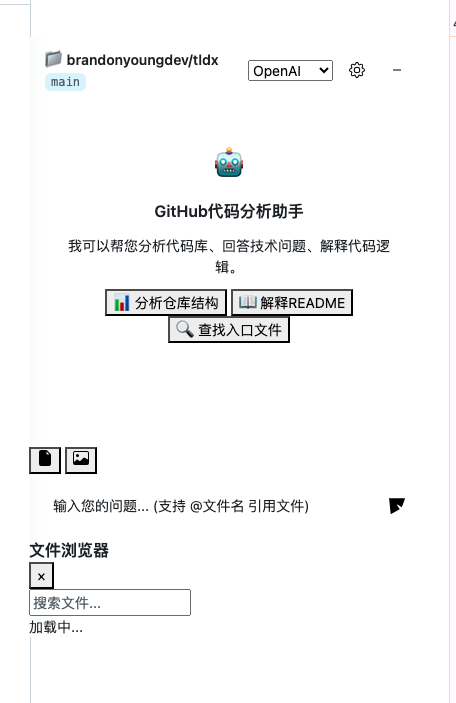 brandonyoungdev/tldx
main
OpenAI
GitHub代码分析助手
我可以帮您分析代码库、回答技术问题、解释代码逻
辑。
分析仓库结构
解释README
查找入口文件
输入您的问题... (支持 @文件名 引用文件)
文件浏览器
×
搜索文件...
加载中...